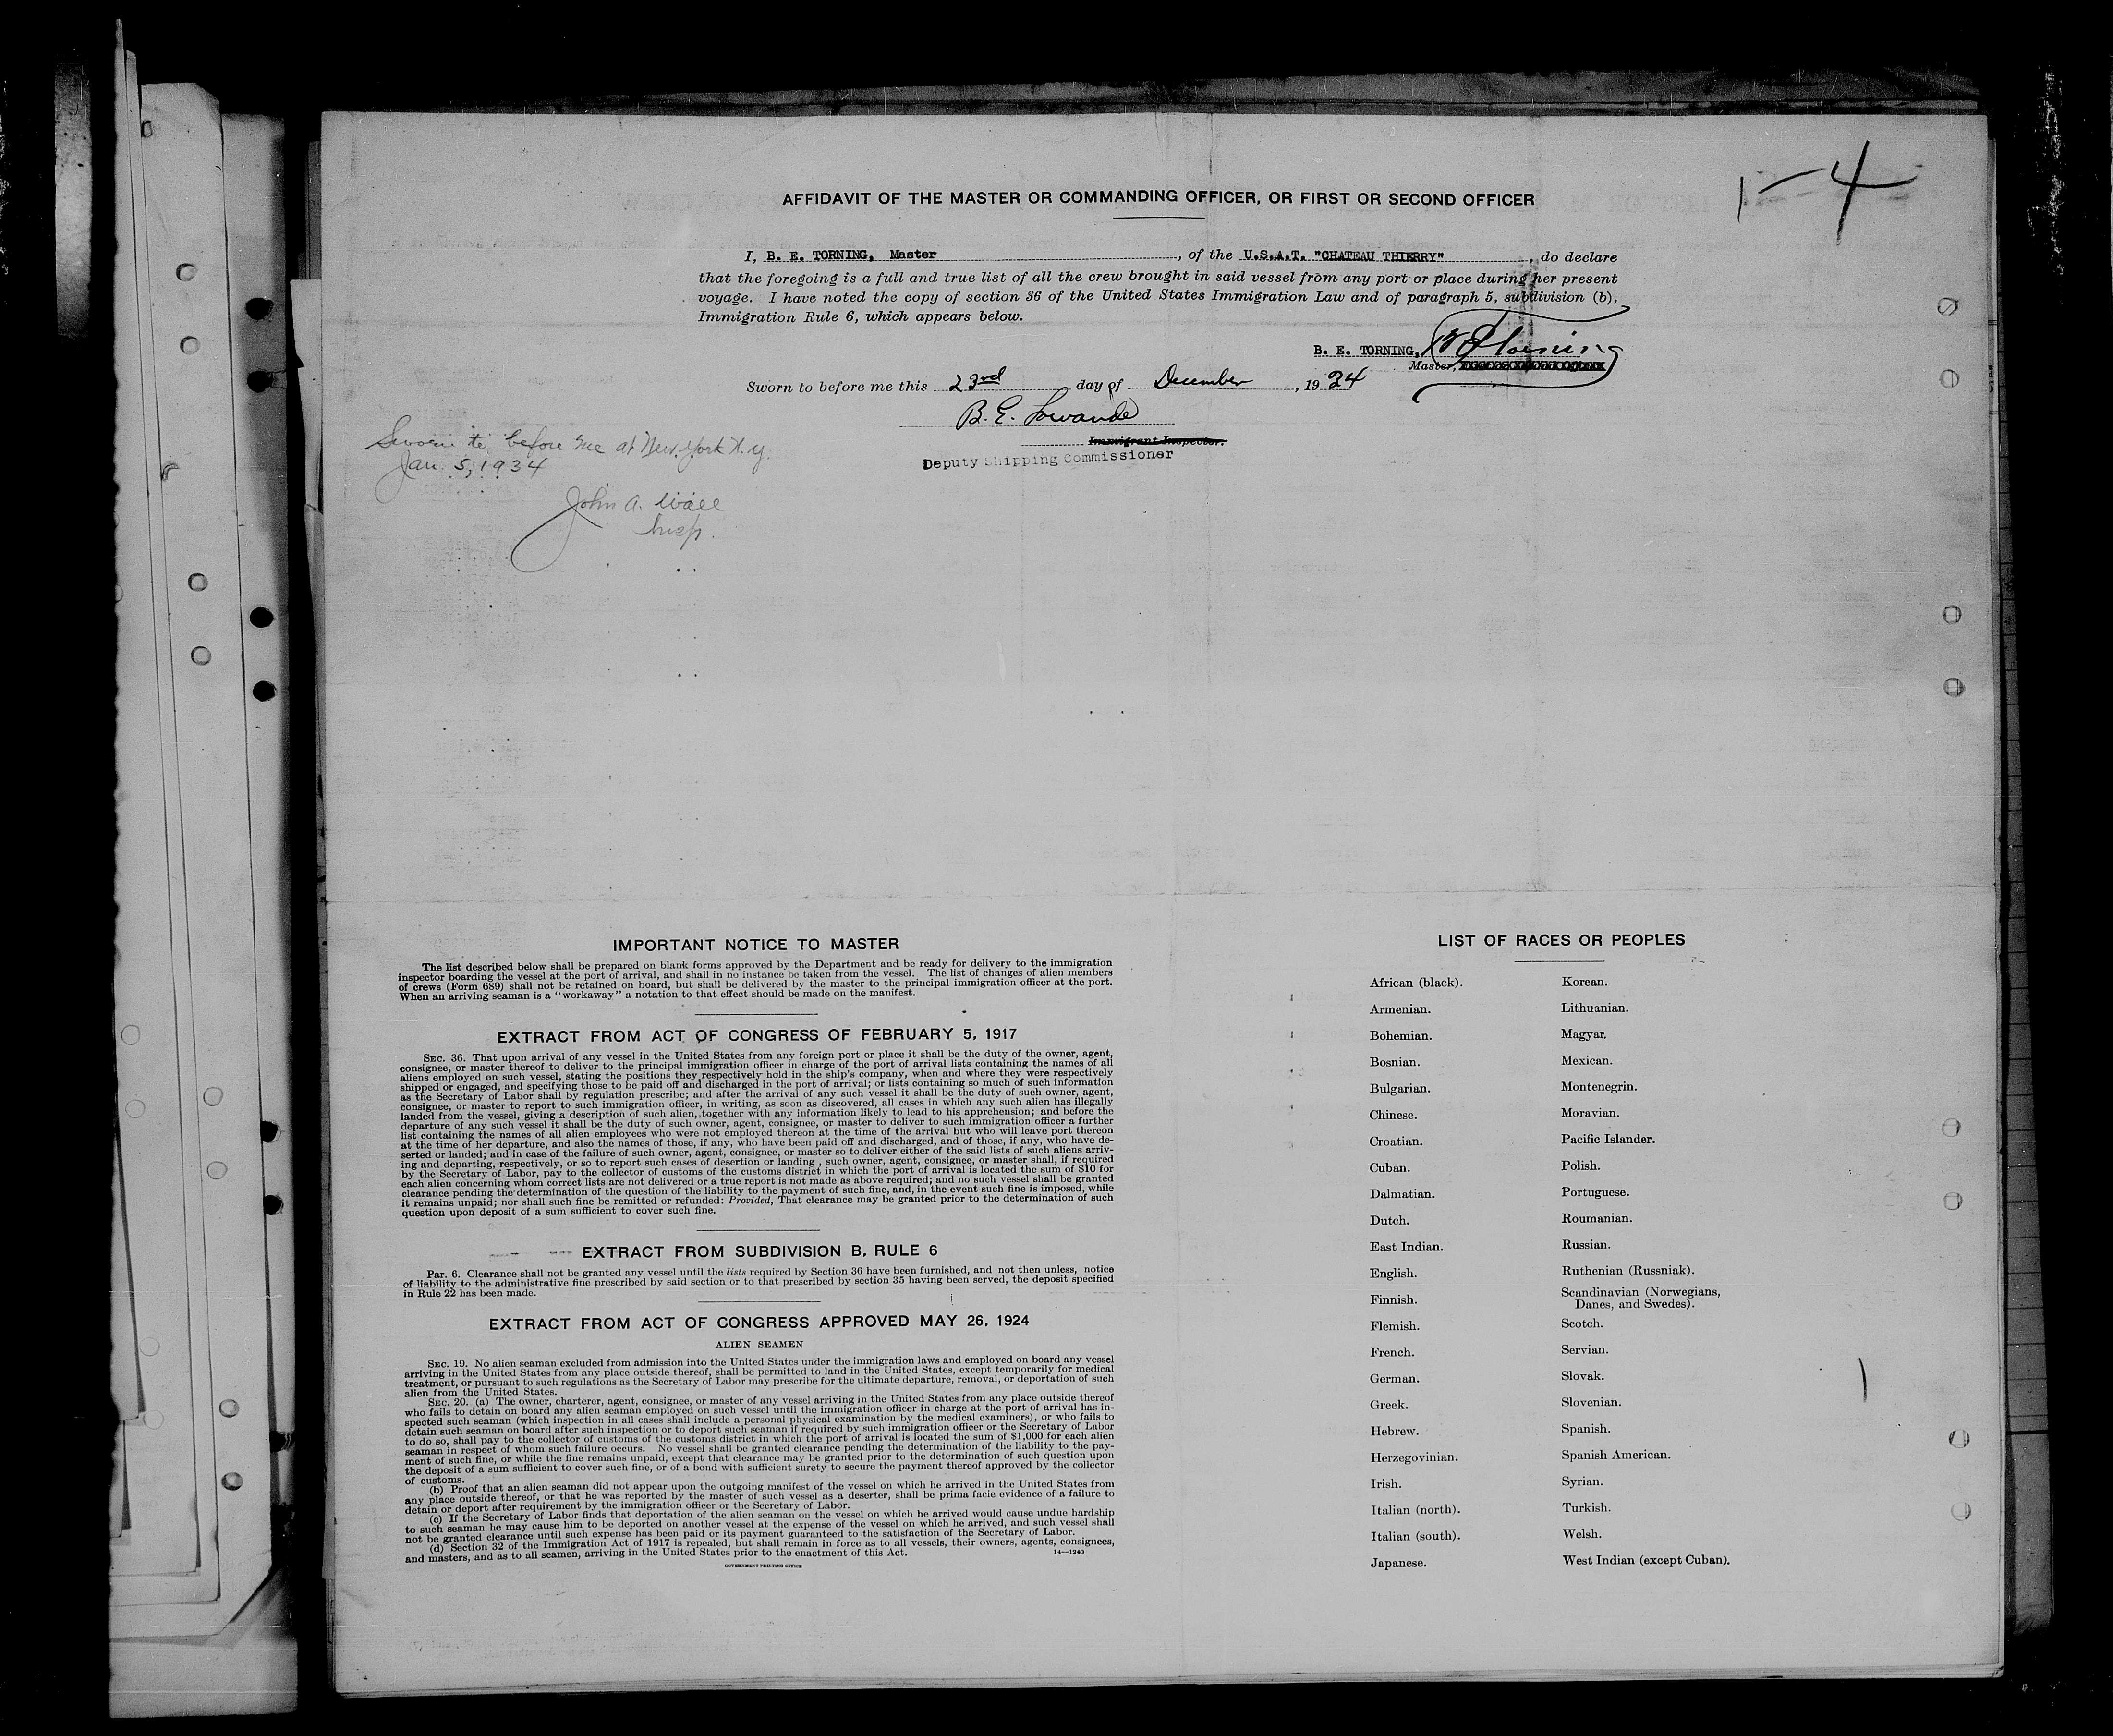 1-4
AFFIDAVIT OF THE MASTER OR COMMANDING OFFICER, OR FIRST OR SECOND OFFICER
I, B. E. TORNING, Master, of the U.S.A.T. "CHATEAU THIERRY", do declare
that the foregoing is a full and true list of all the crew brought in said vessel from any port or place during her present
voyage. I have noted the copy of section 36 of the United States Immigration Law and of paragraph 5, subdivision (b),
Immigration Rule 6, which appears below.
B. E. TORNING,
Master,
Sworn to before me this 23rd day of December, 1934
B. E.
Immigrant Inspector.
Deputy Shipping Commissioner
Sworn to before me at New York N.Y.
Jan. 5, 1934
John A. Wall
Insp.
IMPORTANT NOTICE TO MASTER
The list described below shall be prepared on blank forms approved by the Department and be ready for delivery to the immigration
inspector boarding the vessel at the port of arrival, and shall in no instance be taken from the vessel. The list of changes of alien members
of crews (Form 689) shall not be retained on board, but shall be delivered by the master to the principal immigration officer at the port.
When an arriving seaman is a "workaway" a notation to that effect should be made on the manifest.
EXTRACT FROM ACT OF CONGRESS OF FEBRUARY 5, 1917
SEC. 36. That upon arrival of any vessel in the United States from any foreign port or place it shall be the duty of the owner, agent,
consignee, or master thereof to deliver to the principal immigration officer in charge of the port of arrival lists containing the names of all
aliens employed on such vessel, stating the positions they respectively hold in the ship's company, when and where they were respectively
shipped or engaged, and specifying those to be paid off and discharged in the port of arrival; or lists containing so much of such information
as the Secretary of Labor shall by regulation prescribe; and after the arrival of any such vessel it shall be the duty of such owner, agent,
consignee, or master to report to such immigration officer, in writing, as soon as discovered, all cases in which any such alien has illegally
landed from the vessel, giving a description of such alien, together with any information likely to lead to his apprehension; and before the
departure of any such vessel it shall be the duty of such owner, agent, consignee, or master to deliver to such immigration officer a further
list containing the names of all alien employees who were not employed thereon at the time of the arrival but who will leave port thereon
at the time of her departure, and also the names of those, if any, who have been paid off and discharged, and of those, if any, who have de-
serted or landed; and in case of the failure of such owner, agent, consignee, or master so to deliver either of the said lists of such aliens arriv-
ing and departing, respectively, or so to report such cases of desertion or landing, such owner, agent, consignee, or master shall, if required
by the Secretary of Labor, pay to the collector of customs of the customs district in which the port of arrival is located the sum of $10 for
each alien concerning whom correct lists are not delivered or a true report is not made as above required; and no such vessel shall be granted
clearance pending the determination of the question of the liability to the payment of such fine, and, in the event such fine is imposed, while
it remains unpaid; nor shall such fine be remitted or refunded: Provided, That clearance may be granted prior to the determination of such
question upon deposit of a sum sufficient to cover such fine.
EXTRACT FROM SUBDIVISION B, RULE 6
Par. 6. Clearance shall not be granted any vessel until the lists required by Section 36 have been furnished, and not then unless, notice
of liability to the administrative fine prescribed by said section or to that prescribed by section 35 having been served, the deposit specified
in Rule 22 has been made.
EXTRACT FROM ACT OF CONGRESS APPROVED MAY 26, 1924
ALIEN SEAMEN
SEC. 19. No alien seaman excluded from admission into the United States under the immigration laws and employed on board any vessel
arriving in the United States from any place outside thereof, shall be permitted to land in the United States, except temporarily for medical
treatment, or pursuant to such regulations as the Secretary of Labor may prescribe for the ultimate departure, removal, or deportation of such
alien from the United States.
SEC. 20. (a) The owner, charterer, agent, consignee, or master of any vessel arriving in the United States from any place outside thereof
who fails to detain on board any alien seaman employed on such vessel until the immigration officer in charge at the port of arrival has in-
spected such seaman (which inspection in all cases shall include a personal physical examination by the medical examiners), or who fails to
detain such seaman on board after such inspection or to deport such seaman if required by such immigration officer or the Secretary of Labor
to do so, shall pay to the collector of customs of the customs district in which the port of arrival is located the sum of $1,000 for each alien
seaman in respect of whom such failure occurs. No vessel shall be granted clearance pending the determination of the liability to the pay-
ment of such fine, or while the fine remains unpaid, except that clearance may be granted prior to the determination of such question upon
the deposit of a sum sufficient to cover such fine, or of a bond with sufficient surety to secure the payment thereof approved by the collector
of customs.
(b) Proof that an alien seaman did not appear upon the outgoing manifest of the vessel on which he arrived in the United States from
any place outside thereof, or that he was reported by the master of such vessel as a deserter, shall be prima facie evidence of a failure to
detain or deport after requirement by the immigration officer or the Secretary of Labor.
(c) If the Secretary of Labor finds that deportation of the alien seaman on the vessel on which he arrived would cause undue hardship
to such seaman he may cause him to be deported on another vessel at the expense of the vessel on which he arrived, and such vessel shall
not be granted clearance until such expense has been paid or its payment guaranteed to the satisfaction of the Secretary of Labor.
(d) Section 32 of the Immigration Act of 1917 is repealed, but shall remain in force as to all vessels, their owners, agents, consignees,
and masters, and as to all seamen, arriving in the United States prior to the enactment of this Act.
14—1240
GOVERNMENT PRINTING OFFICE
LIST OF RACES OR PEOPLES
African (black).
Armenian.
Bohemian.
Bosnian.
Bulgarian.
Chinese.
Croatian.
Cuban.
Dalmatian.
Dutch.
East Indian.
English.
Finnish.
Flemish.
French.
German.
Greek.
Hebrew.
Herzegovinian.
Irish.
Italian (north).
Italian (south).
Japanese.
Korean.
Lithuanian.
Magyar.
Mexican.
Montenegrin.
Moravian.
Pacific Islander.
Polish.
Portuguese.
Roumanian.
Russian.
Ruthenian (Russniak).
Scandinavian (Norwegians,
Danes, and Swedes).
Scotch.
Servian.
Slovak.
Slovenian.
Spanish.
Spanish American.
Syrian.
Turkish.
Welsh.
West Indian (except Cuban).